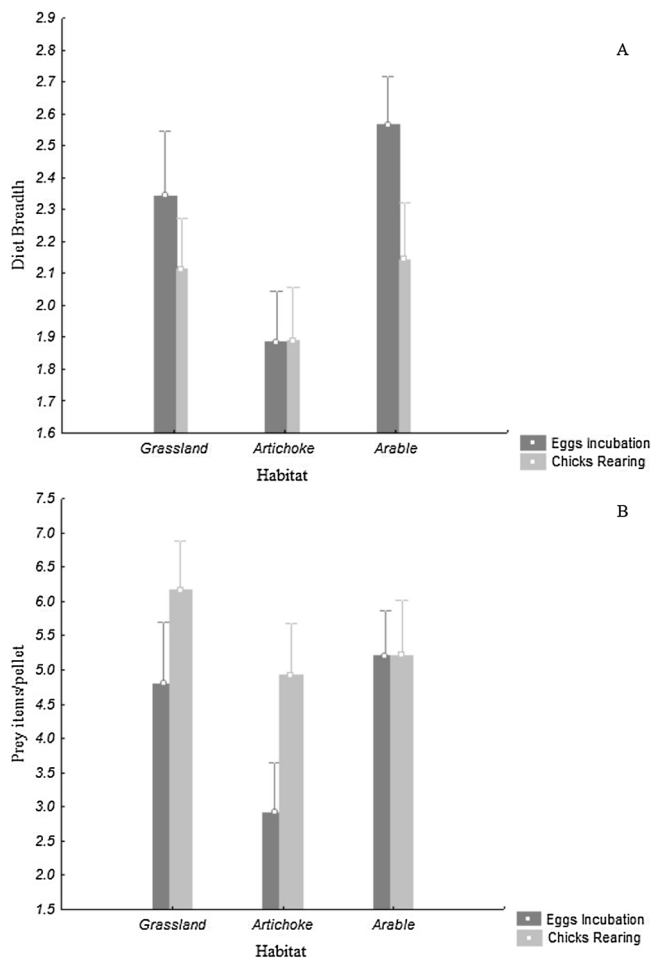 2.9
A
2.8
2.7
2.6
2.5
2.4
2.3
2.2
2.1
2.0
1.9
1.8
1.7
1.6
Diet Breadth
Grassland Artichoke Arable
Habitat
Eggs Incubation
Chicks Rearing
7.5
B
7.0
6.5
6.0
5.5
5.0
4.5
4.0
3.5
3.0
2.5
2.0
1.5
Prey items/pellet
Grassland Artichoke Arable
Habitat
Eggs Incubation
Chicks Rearing